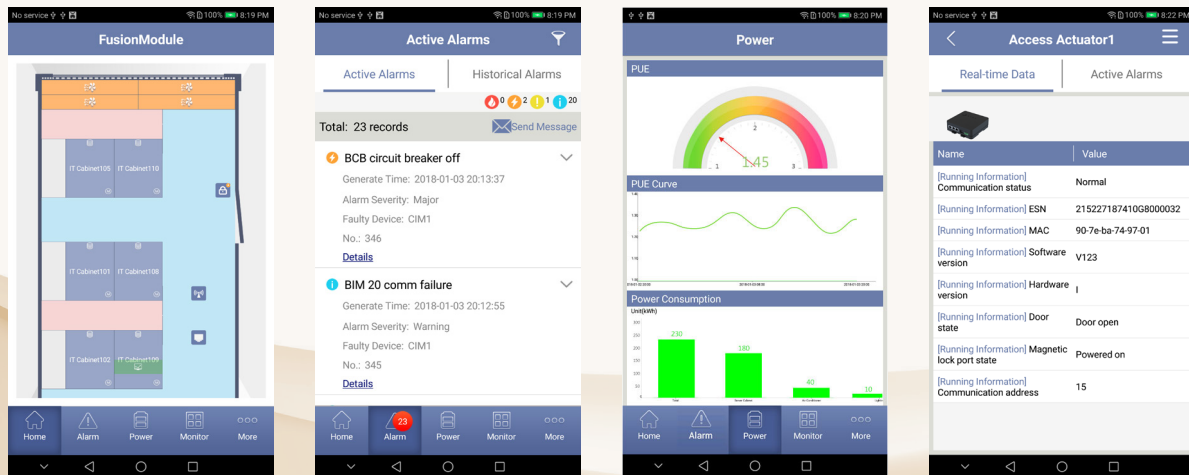 No service 100% 8:19 PM
FusionModule
IT Cabinet105 IT Cabinet110
IT Cabinet101 IT Cabinet108
IT Cabinet102 IT Cabinet109
Home Alarm Power Monitor More
No service 100% 8:19 PM
Active Alarms
Active Alarms Historical Alarms
0 2 1 20
Total: 23 records Send Message
BCB circuit breaker off
Generate Time: 2018-01-03 20:13:37
Alarm Severity: Major
Faulty Device: CIM1
No.: 346
Details
BIM 20 comm failure
Generate Time: 2018-01-03 20:12:55
Alarm Severity: Warning
Faulty Device: CIM1
No.: 345
Details
23
Home Alarm Power Monitor More
100% 8:20 PM
Power
PUE
2
1 1.45 3
PUE Curve
Power Consumption
Unit(kWh)
300
250
200
150
100
50
0
230
180
40
10
Total
Home Alarm Power Monitor More
No service 100% 8:22 PM
Access Actuator1
Real-time Data Active Alarms
Name Value
[Running Information]
Communication status Normal
[Running Information] ESN 215227187410G8000032
[Running Information] MAC 90-7e-ba-74-97-01
[Running Information] Software
version V123
[Running Information] Hardware
version I
[Running Information] Door
state Door open
[Running Information] Magnetic
lock port state Powered on
[Running Information]
Communication address 15